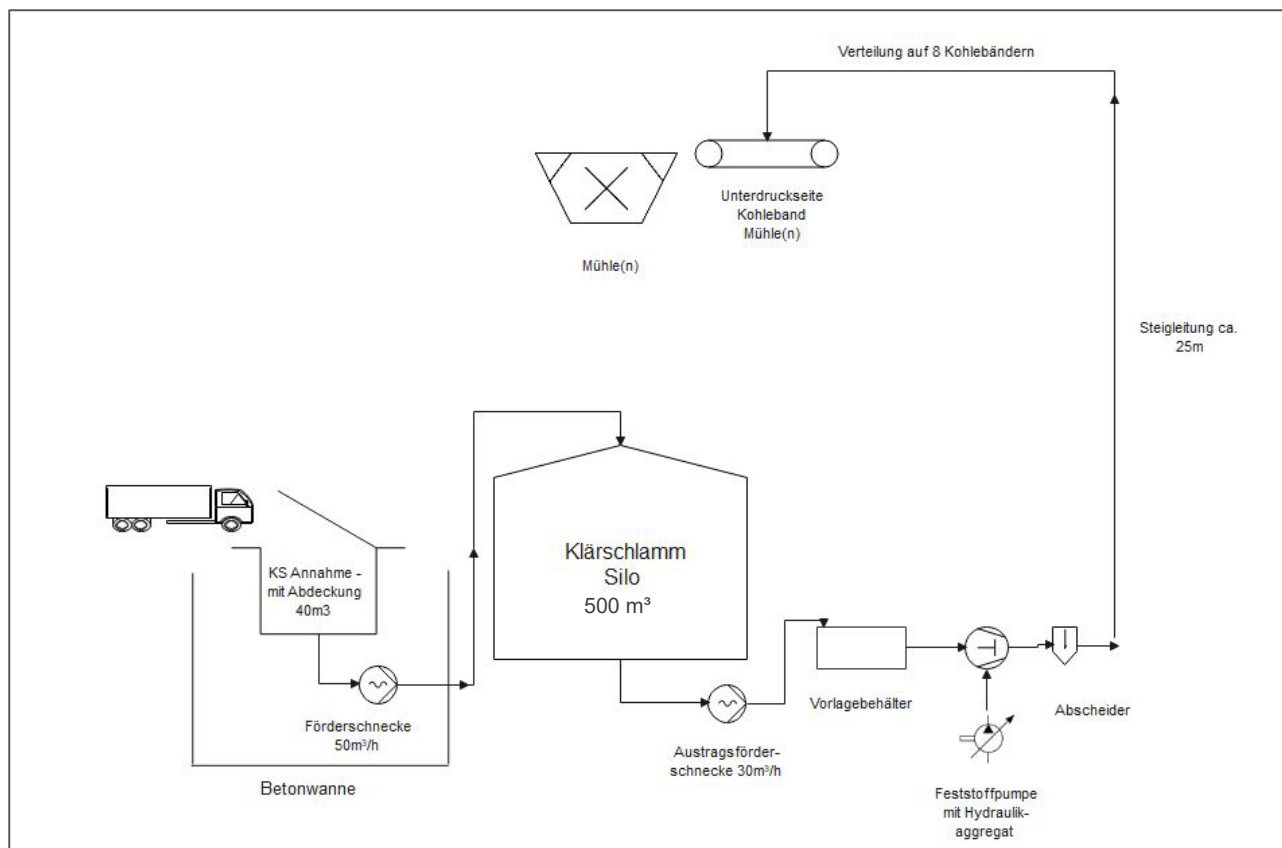 Verteilung auf 8 Kohlebändern
Unterdruckseite
Kohleband
Mühle(n)
Mühle(n)
Steigleitung ca.
25m
KS Annahme -
mit Abdeckung
40m3
Klärschlamm
Silo
500 m³
Förderschnecke
50m³/h
Betonwanne
Austragsförder-
schnecke 30m³/h
Vorlagebehälter
Abscheider
Feststoffpumpe
mit Hydraulik-
aggregat